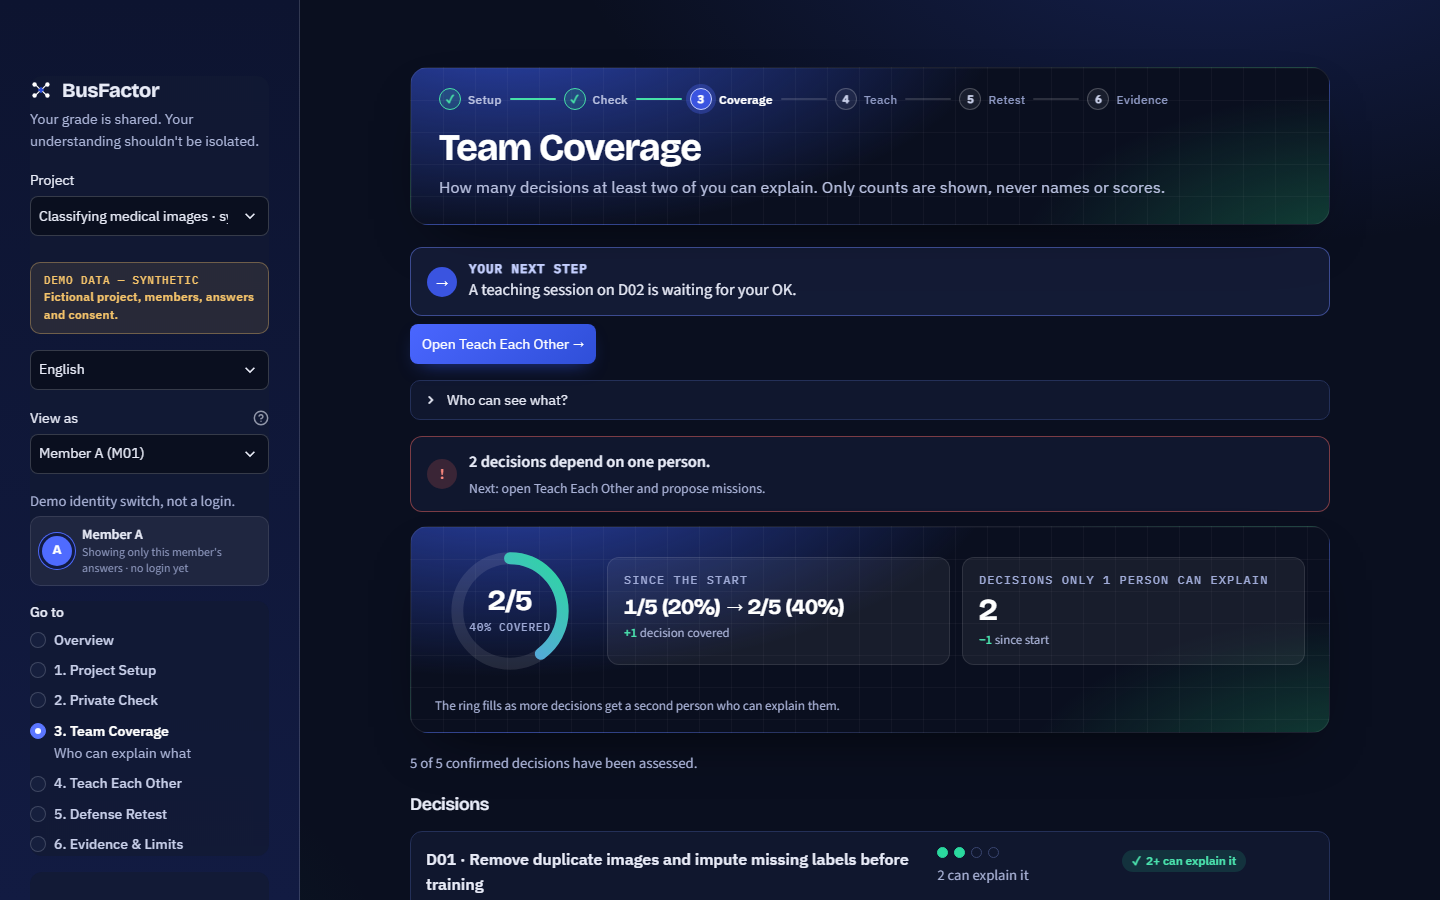 BusFactor
Your grade is shared. Your
understanding shouldn't be isolated.
Project
Classifying medical images ·
DEMO DATA — SYNTHETIC
Fictional project, members, answers
and consent.
English
View as
Member A (M01)
Demo identity switch, not a login.
A
Member A
Showing only this member's
answers · no login yet
Go to
Overview
1. Project Setup
2. Private Check
3. Team Coverage
Who can explain what
4. Teach Each Other
5. Defense Retest
6. Evidence & Limits
✓ Setup ✓ Check 3 Coverage 4 Teach 5 Retest 6 Evidence
Team Coverage
How many decisions at least two of you can explain. Only counts are shown, never names or scores.
YOUR NEXT STEP
→ A teaching session on D02 is waiting for your OK.
Open Teach Each Other →
Who can see what?
! 2 decisions depend on one person.
Next: open Teach Each Other and propose missions.
2/5
40% COVERED
SINCE THE START
1/5 (20%) → 2/5 (40%)
+1 decision covered
DECISIONS ONLY 1 PERSON CAN EXPLAIN
2
−1 since start
The ring fills as more decisions get a second person who can explain them.
5 of 5 confirmed decisions have been assessed.
Decisions
D01 · Remove duplicate images and impute missing labels before
training
2 can explain it
✓ 2+ can explain it